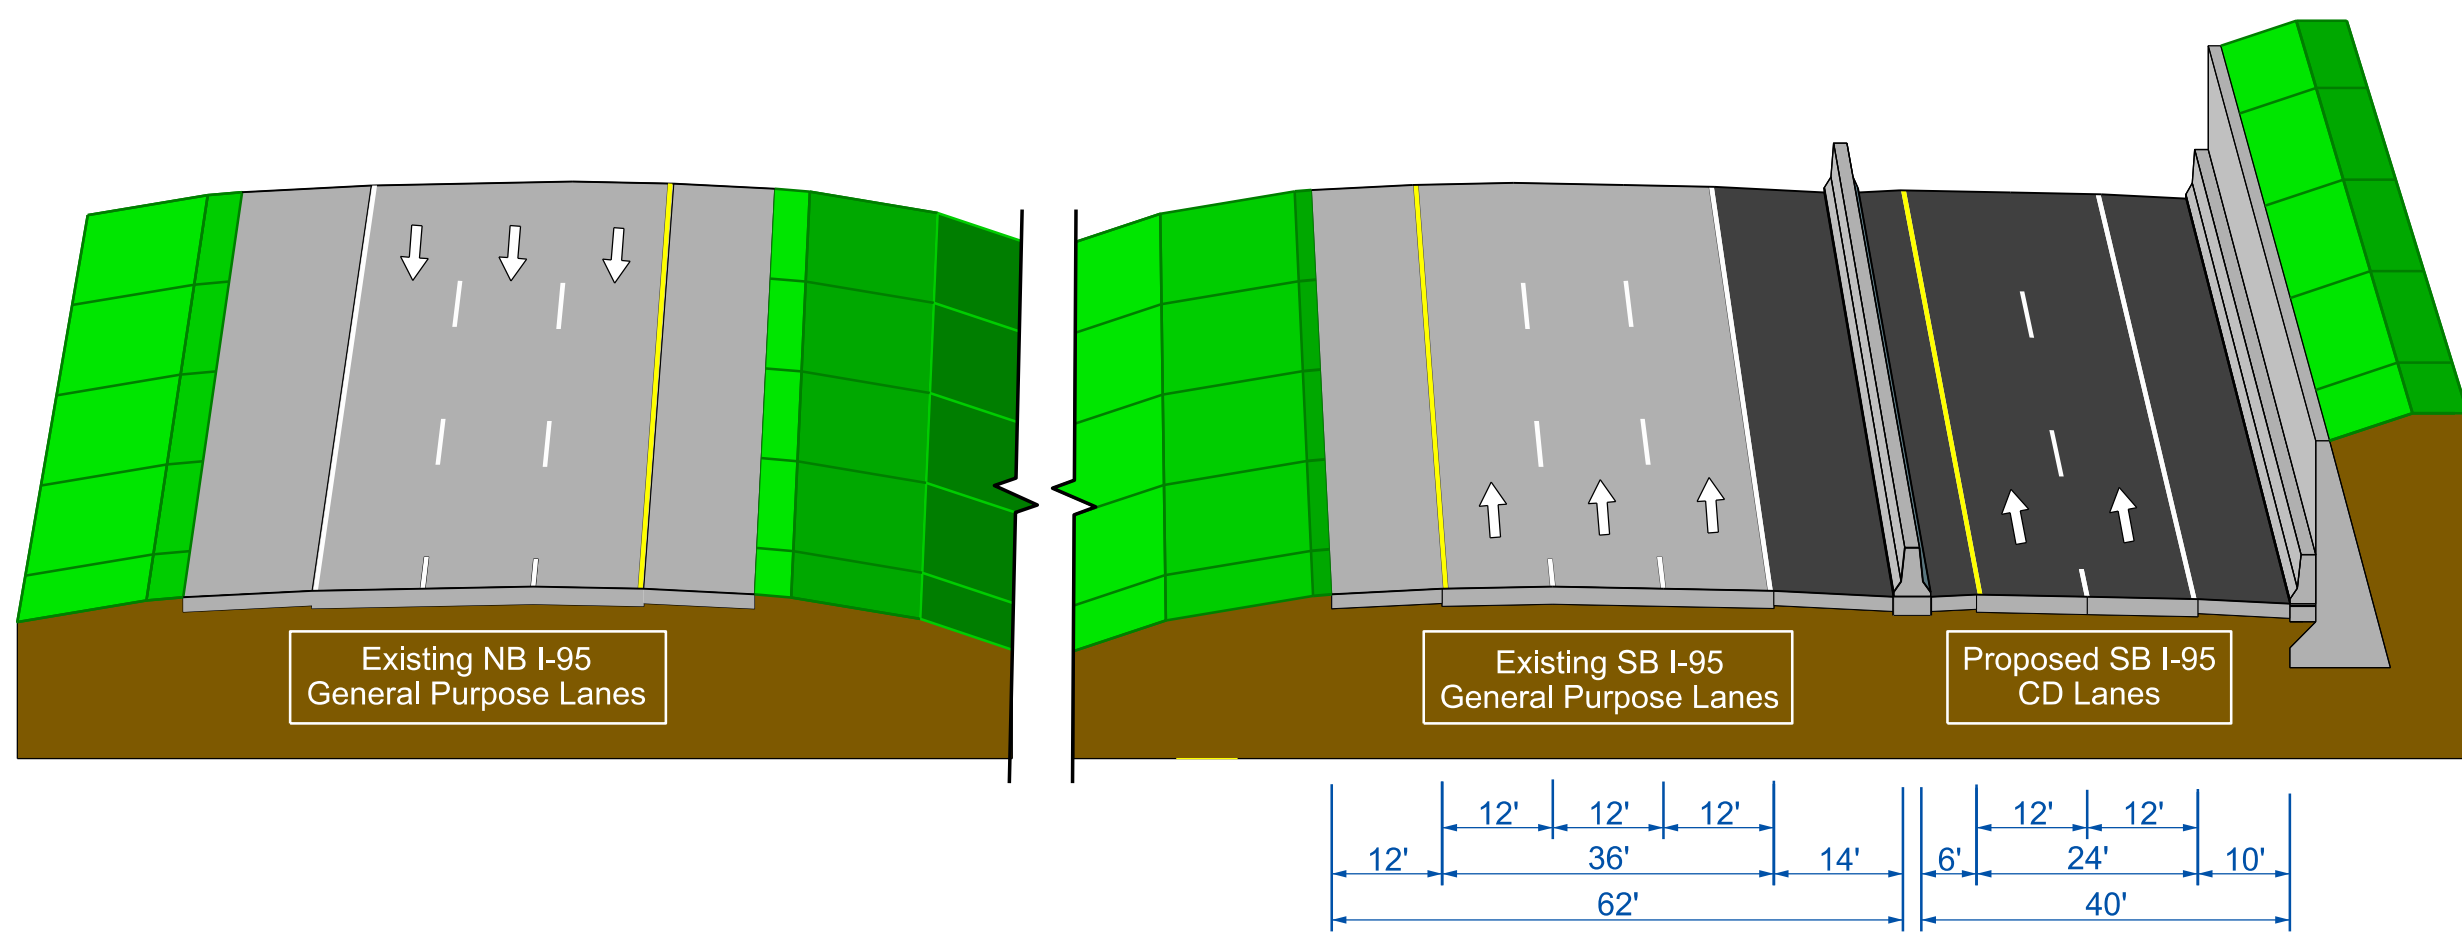 Existing NB I-95
General Purpose Lanes
Existing SB I-95
General Purpose Lanes
Proposed SB I-95
CD Lanes
12' 12' 12' 12' 12'
12' 36' 14' 6' 24' 10'
62' 40'